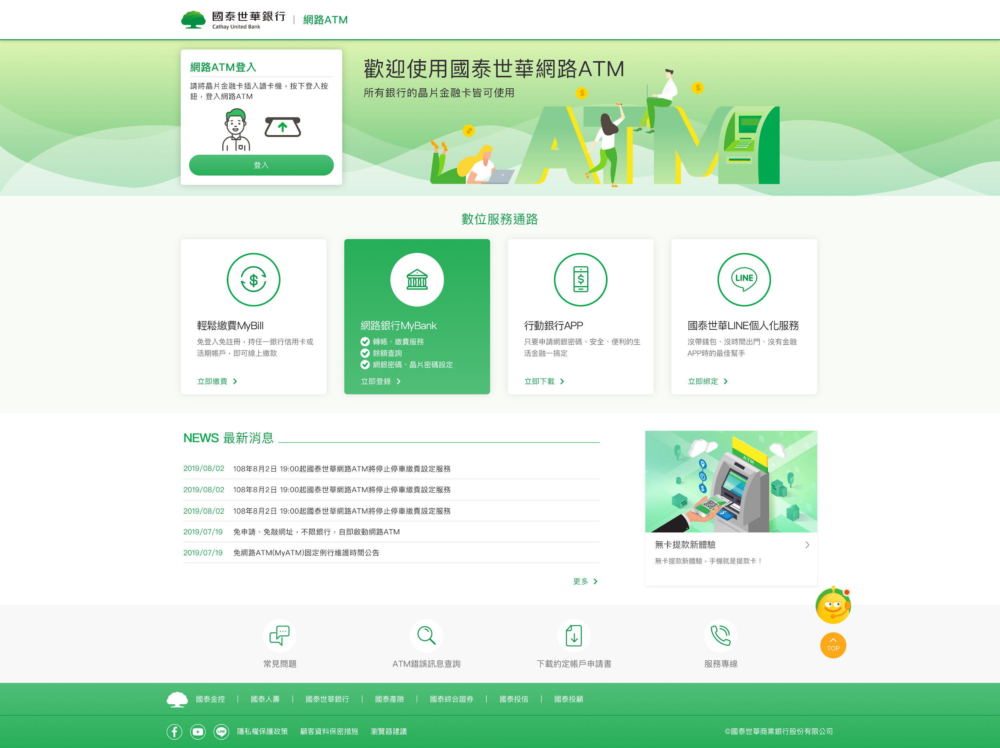 國泰世華銀行
Cathay United Bank
網路ATM
網路ATM登入
請將晶片金融卡插入讀卡機，按下登入按
鈕，登入網路ATM
登入
歡迎使用國泰世華網路ATM
所有銀行的晶片金融卡皆可使用
ATM
數位服務通路
輕鬆繳費MyBill
免登入免註冊，持任一銀行信用卡或
活期帳戶，即可線上繳款
立即繳費
網路銀行MyBank
轉帳、繳費服務
餘額查詢
網銀密碼、晶片密碼設定
立即登錄
行動銀行APP
只要申請網銀密碼、安全、便利的生
活金融一搞定
立即下載
LINE
國泰世華LINE個人化服務
沒帶錢包、沒時間出門、沒有金融
APP時的最佳幫手
立即綁定
NEWS 最新消息
2019/08/02 108年8月2日 19:00起國泰世華網路ATM將停止停車繳費設定服務
2019/08/02 108年8月2日 19:00起國泰世華網路ATM將停止停車繳費設定服務
2019/08/02 108年8月2日 19:00起國泰世華網路ATM將停止停車繳費設定服務
2019/07/19 免申請、免敲網址，不限銀行，自即啟動網路ATM
2019/07/19 免網路ATM(MyATM)固定例行維護時間公告
更多
ATM
無卡提款新體驗
無卡提款新體驗，手機就是提款卡！
TOP
常見問題
ATM錯誤訊息查詢
下載約定帳戶申請書
服務專線
國泰金控 | 國泰人壽 | 國泰世華銀行 | 國泰產險 | 國泰綜合證券 | 國泰投信 | 國泰投顧
LINE
隱私權保護政策 顧客資料保密措施 瀏覽器建議
©國泰世華商業銀行股份有限公司